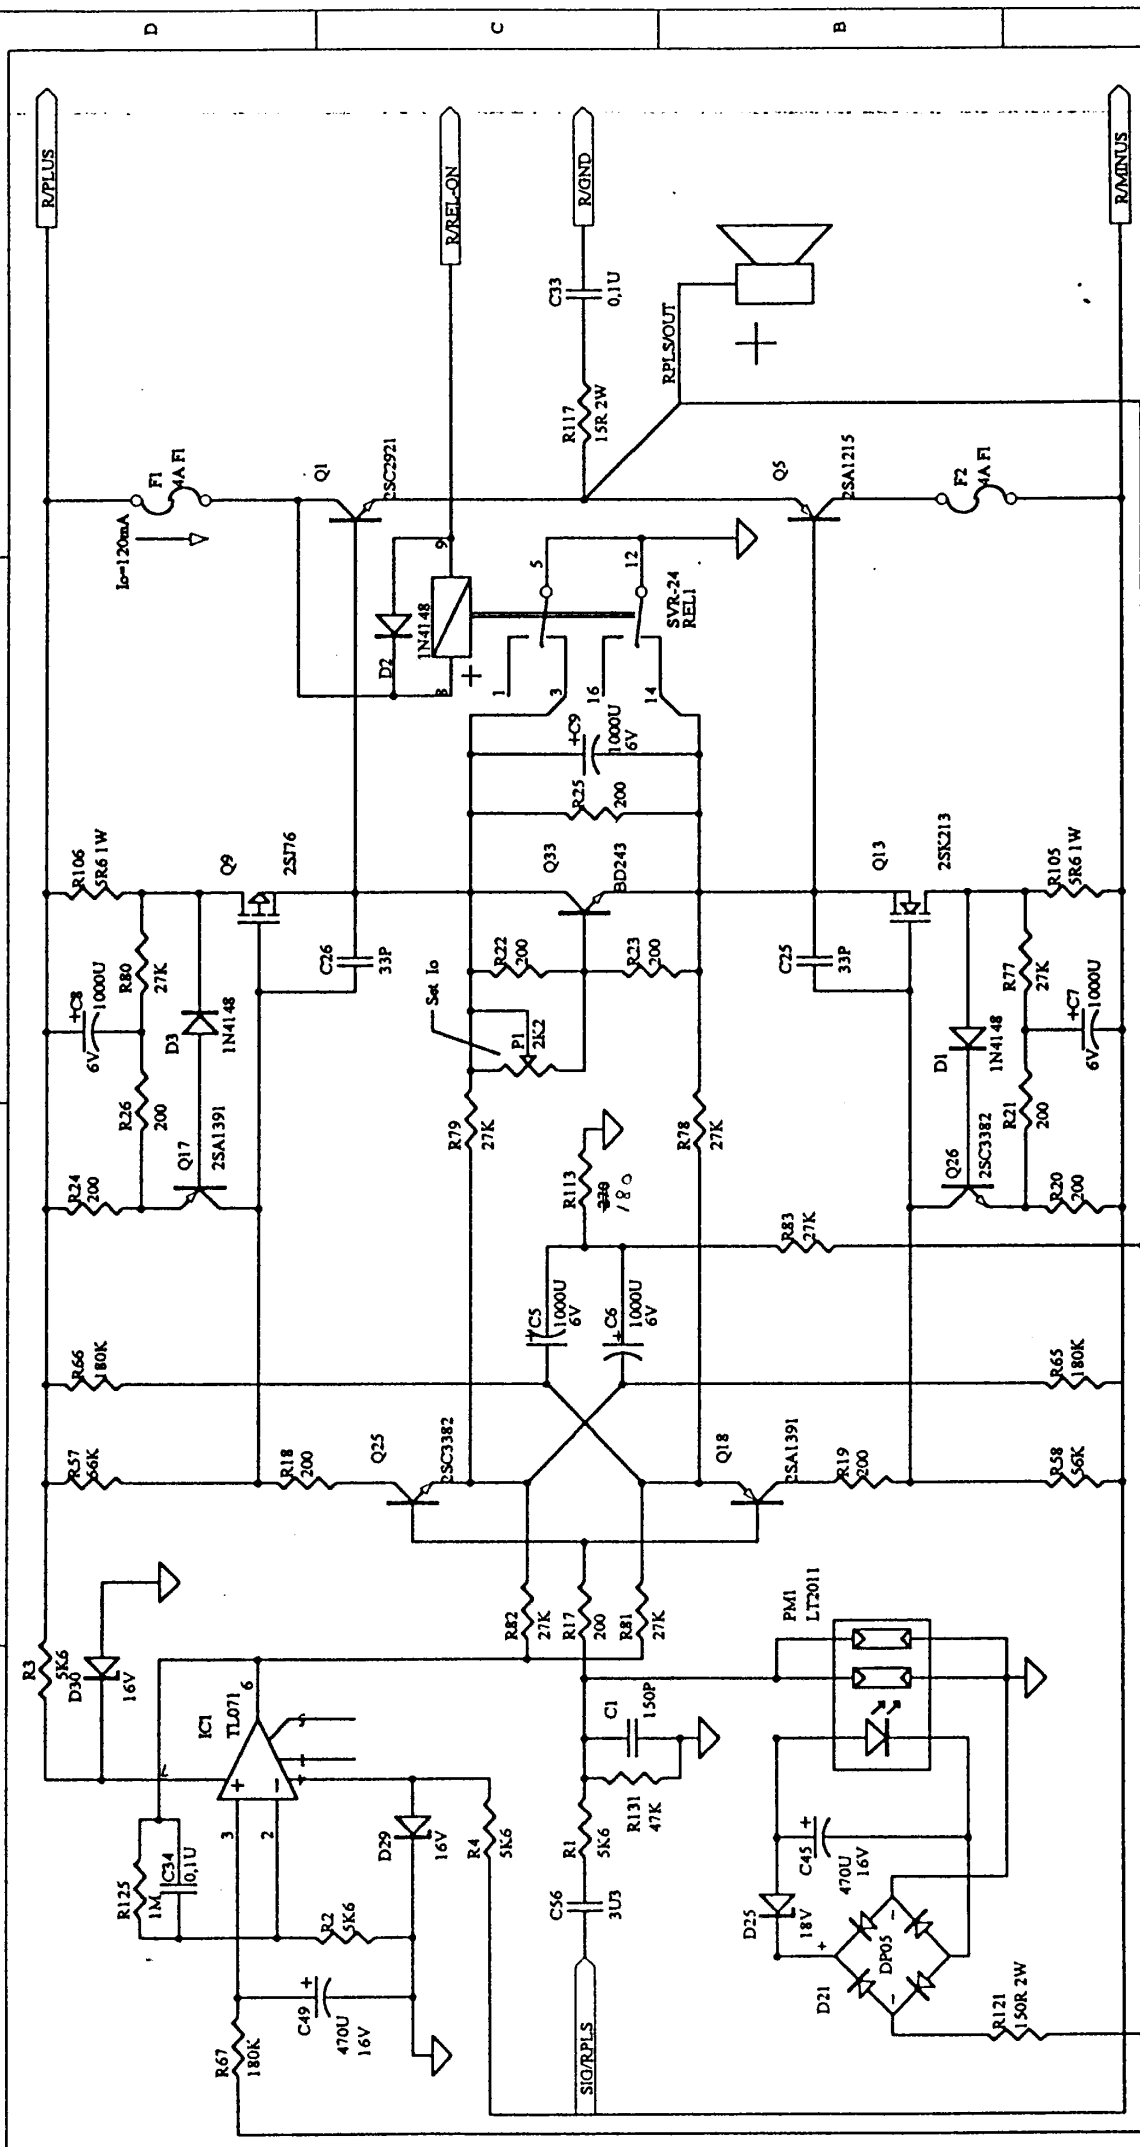 D
C
B
R/PLUS
R/REL-ON
R/GND
R/MINUS
C33
0,1U
RPLS/OUT
+
R117
15R 2W
F1
4A F1
Io=120mA
Q1
2SC2921
Q5
2SA1215
F2
4A F1
9
D2
1N4148
8
+
5
12
SVR-24
REL1
1
3
16
14
+C9
1000U
6V
R25
200
R106
5R6 1W
Q9
2SJ76
Q33
BD243
Q13
2SK213
R105
5R6 1W
+C8
1000U
6V
R80
27K
C26
33P
R22
200
R23
200
C25
33P
R77
27K
+C7
1000U
6V
D3
1N4148
Set Io
P1
2K2
D1
1N4148
R26
200
R24
200
Q17
2SA1391
R79
27K
R78
27K
R113
270
180
R21
200
Q26
2SC3382
R20
200
R83
27K
+C5
1000U
6V
+
C6
1000U
6V
R66
180K
R65
180K
R57
56K
R18
200
Q25
2SC3382
Q18
2SA1391
R19
200
R58
56K
R82
27K
R17
200
R81
27K
PM1
LT2011
R3
5K6
D30
16V
IC1
TL071
6
+
-
3
2
C1
150P
R131
47K
R1
5K6
C56
3U3
SIG/RPLS
D29
16V
R4
5K6
R125
1M
C34
0,1U
R2
5K6
C49
+
470U
16V
R67
180K
+
C45
470U
16V
D25
18V
+
D21
DP05
-
-
R121
150R 2W